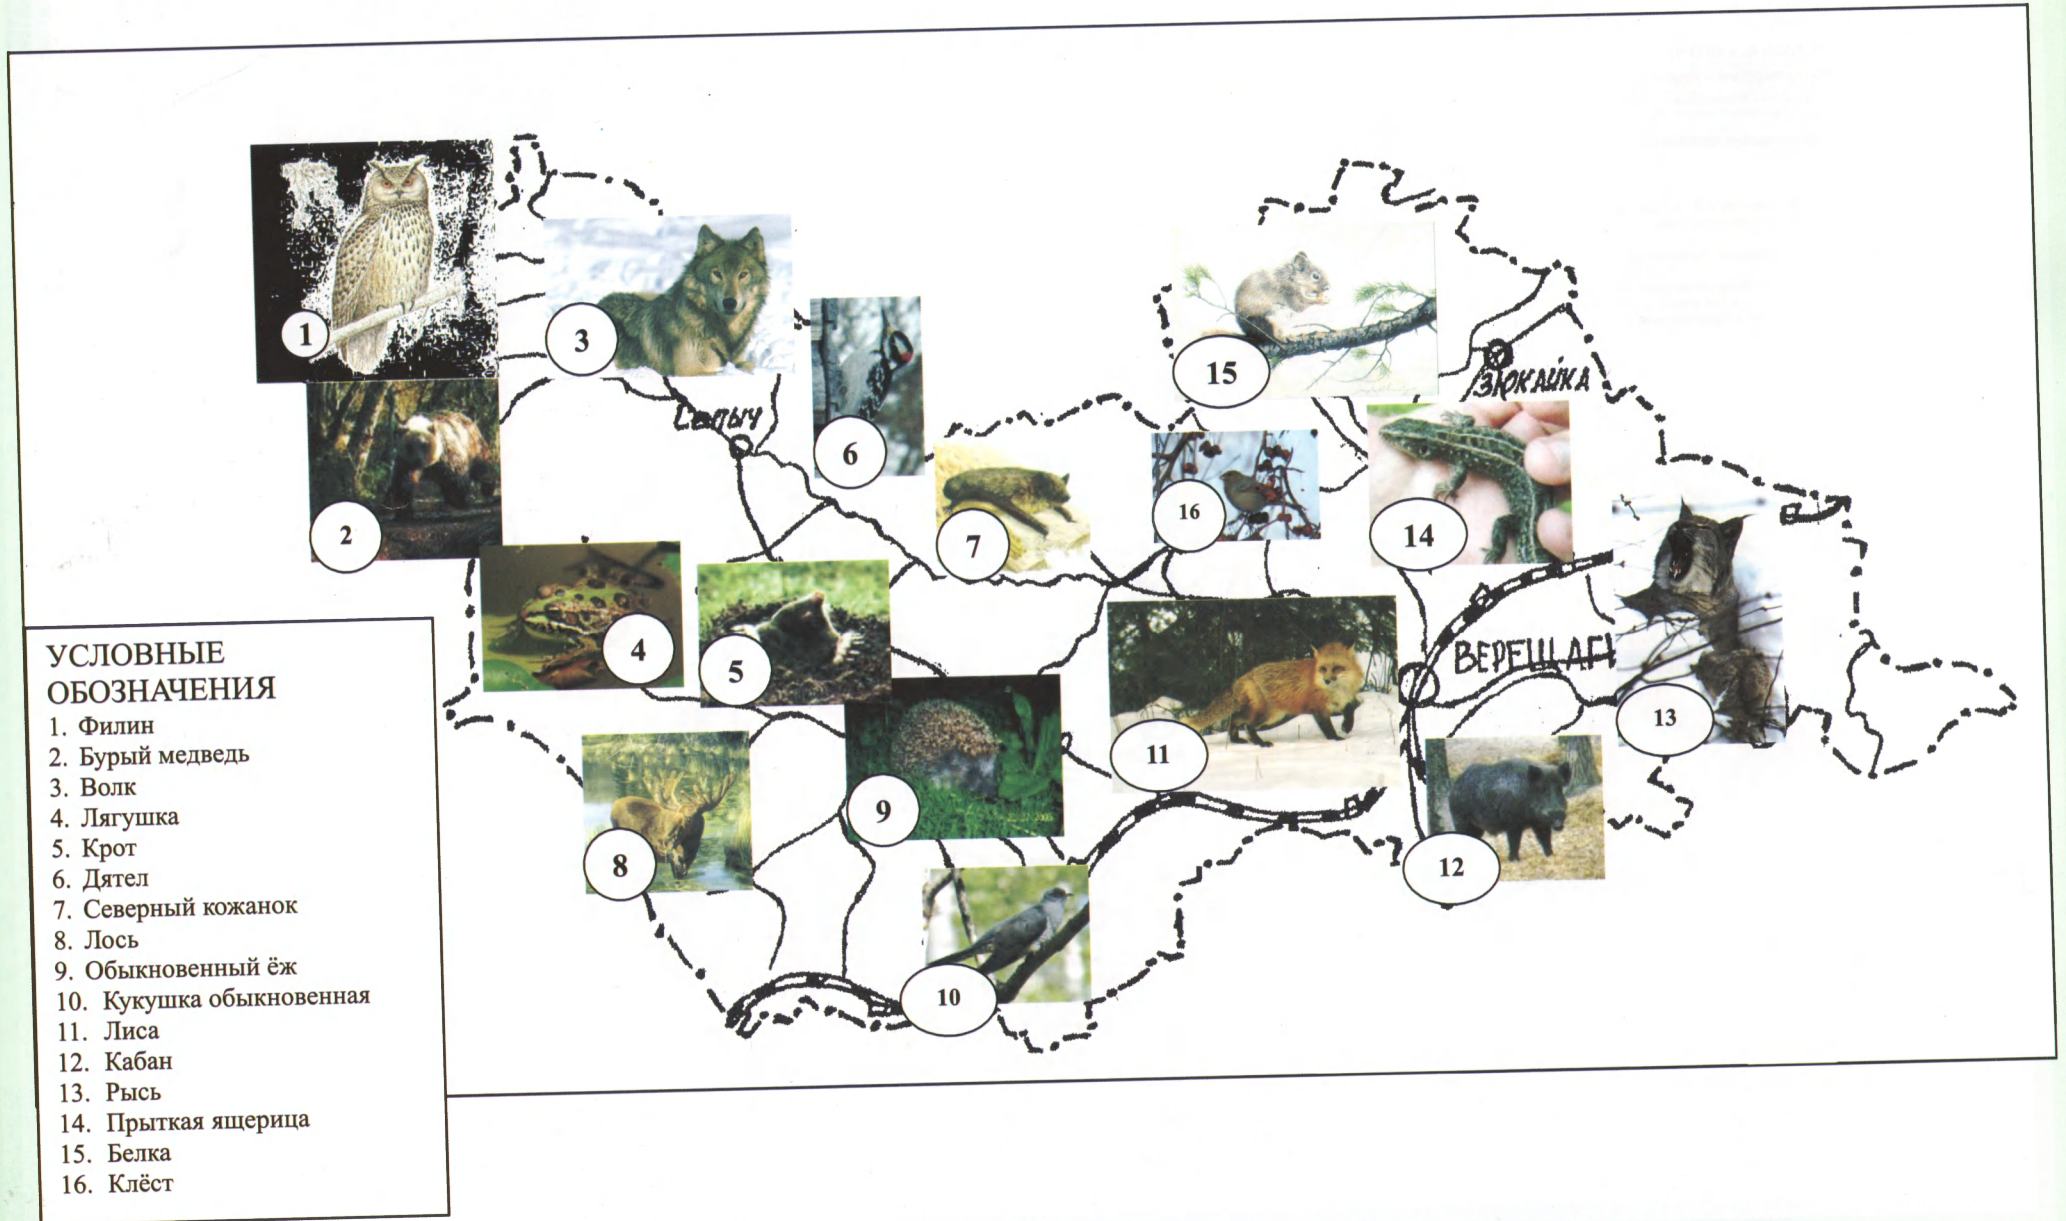 1
3
15
6
2
7
16
14
4
5
13
11
9
8
12
10
Сепыч
ЗЮКАЙКА
ВЕРЕЩАГИ
УСЛОВНЫЕ
ОБОЗНАЧЕНИЯ
1. Филин
2. Бурый медведь
3. Волк
4. Лягушка
5. Крот
6. Дятел
7. Северный кожанок
8. Лось
9. Обыкновенный ёж
10. Кукушка обыкновенная
11. Лиса
12. Кабан
13. Рысь
14. Прыткая ящерица
15. Белка
16. Клёст